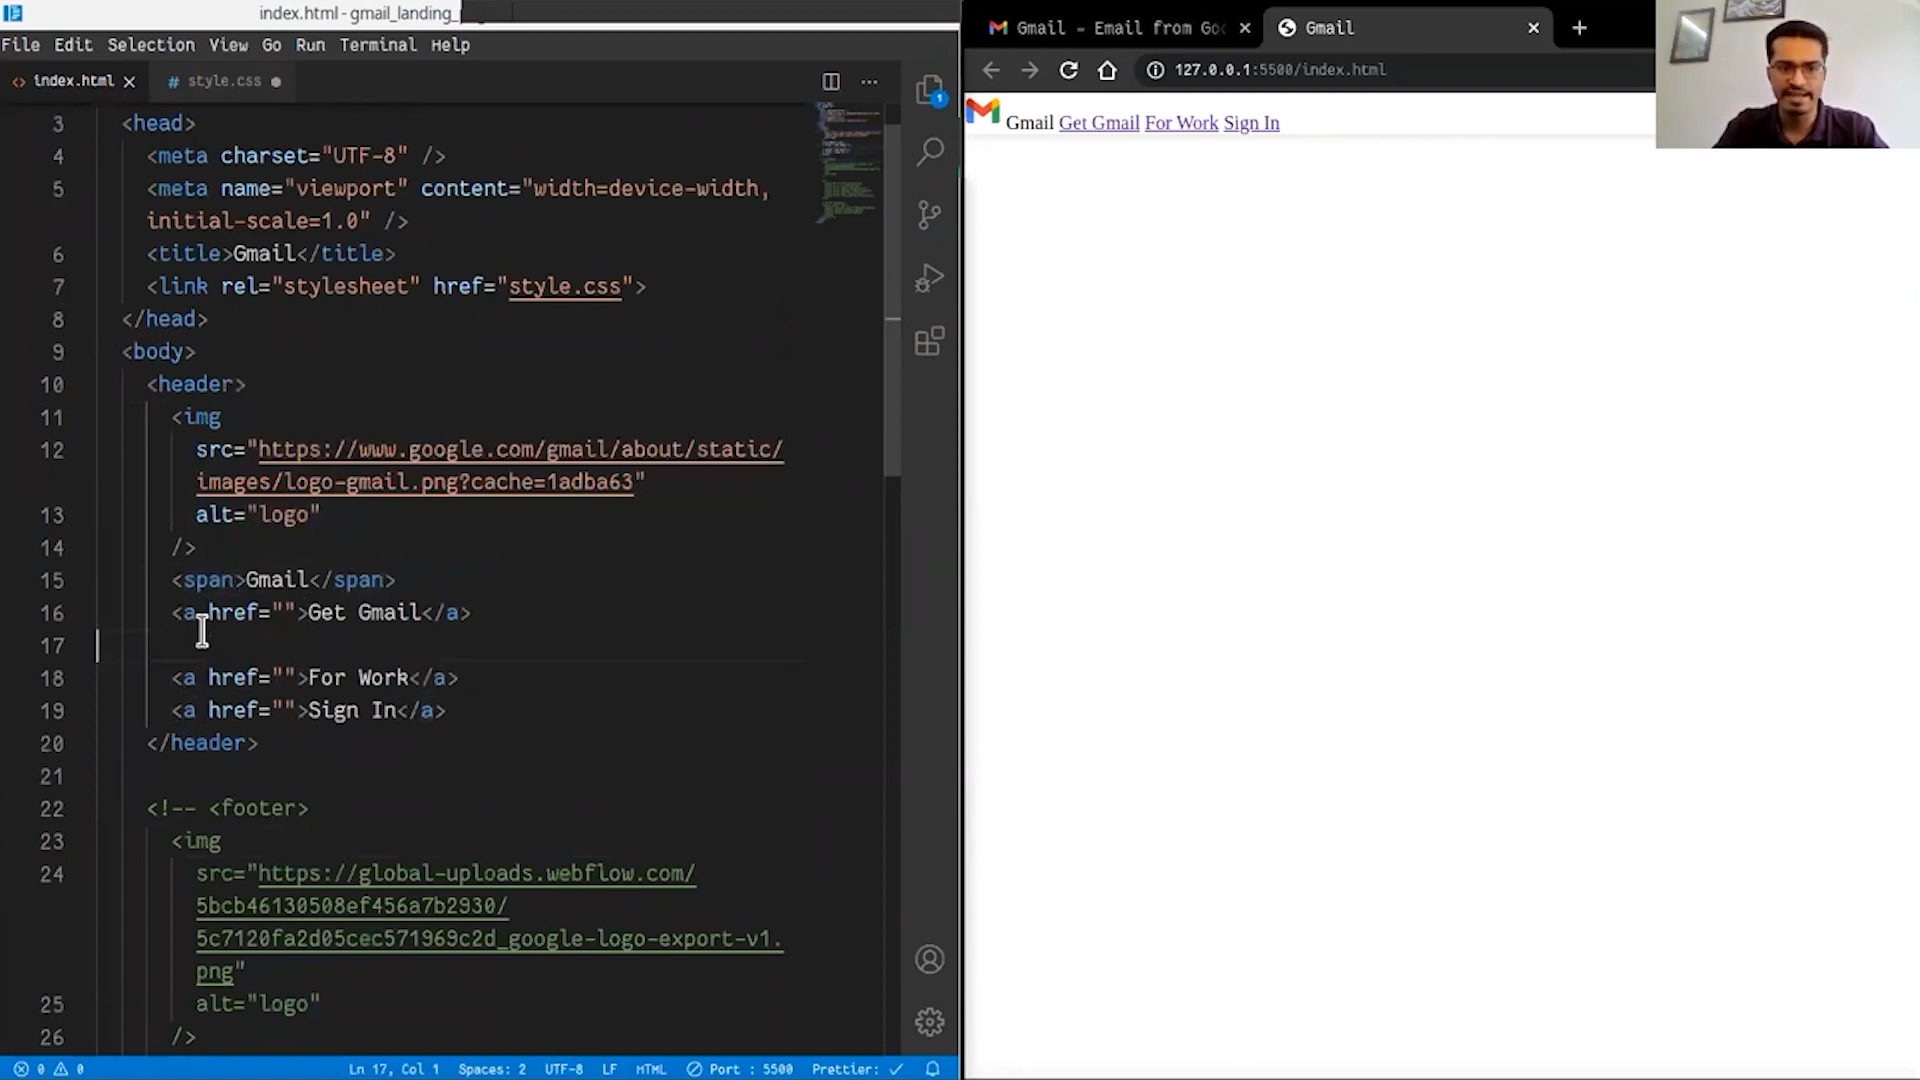 index.html - gmail_landing_
File Edit Selection View Go Run Terminal Help
index.html
# style.css
3 <head>
4 <meta charset="UTF-8" />
5 <meta name="viewport" content="width=device-width,
initial-scale=1.0" />
6 <title>Gmail</title>
7 <link rel="stylesheet" href="style.css">
8 </head>
9 <body>
10 <header>
11 <img
12 src="https://www.google.com/gmail/about/static/
images/logo-gmail.png?cache=1adba63"
13 alt="logo"
14 />
15 <span>Gmail</span>
16 <a href="">Get Gmail</a>
17
18 <a href="">For Work</a>
19 <a href="">Sign In</a>
20 </header>
21
22 <!-- <footer>
23 <img
24 src="https://global-uploads.webflow.com/
5bcb46130508ef456a7b2930/
5c7120fa2d05cec571969c2d_google-logo-export-v1.
png"
25 alt="logo"
26 />
1
0 0 Ln 17, Col 1 Spaces: 2 UTF-8 LF HTML Port : 5500 Prettier: ✓
Gmail - Email from Goo
Gmail
127.0.0.1:5500/index.html
Gmail Get Gmail For Work Sign In